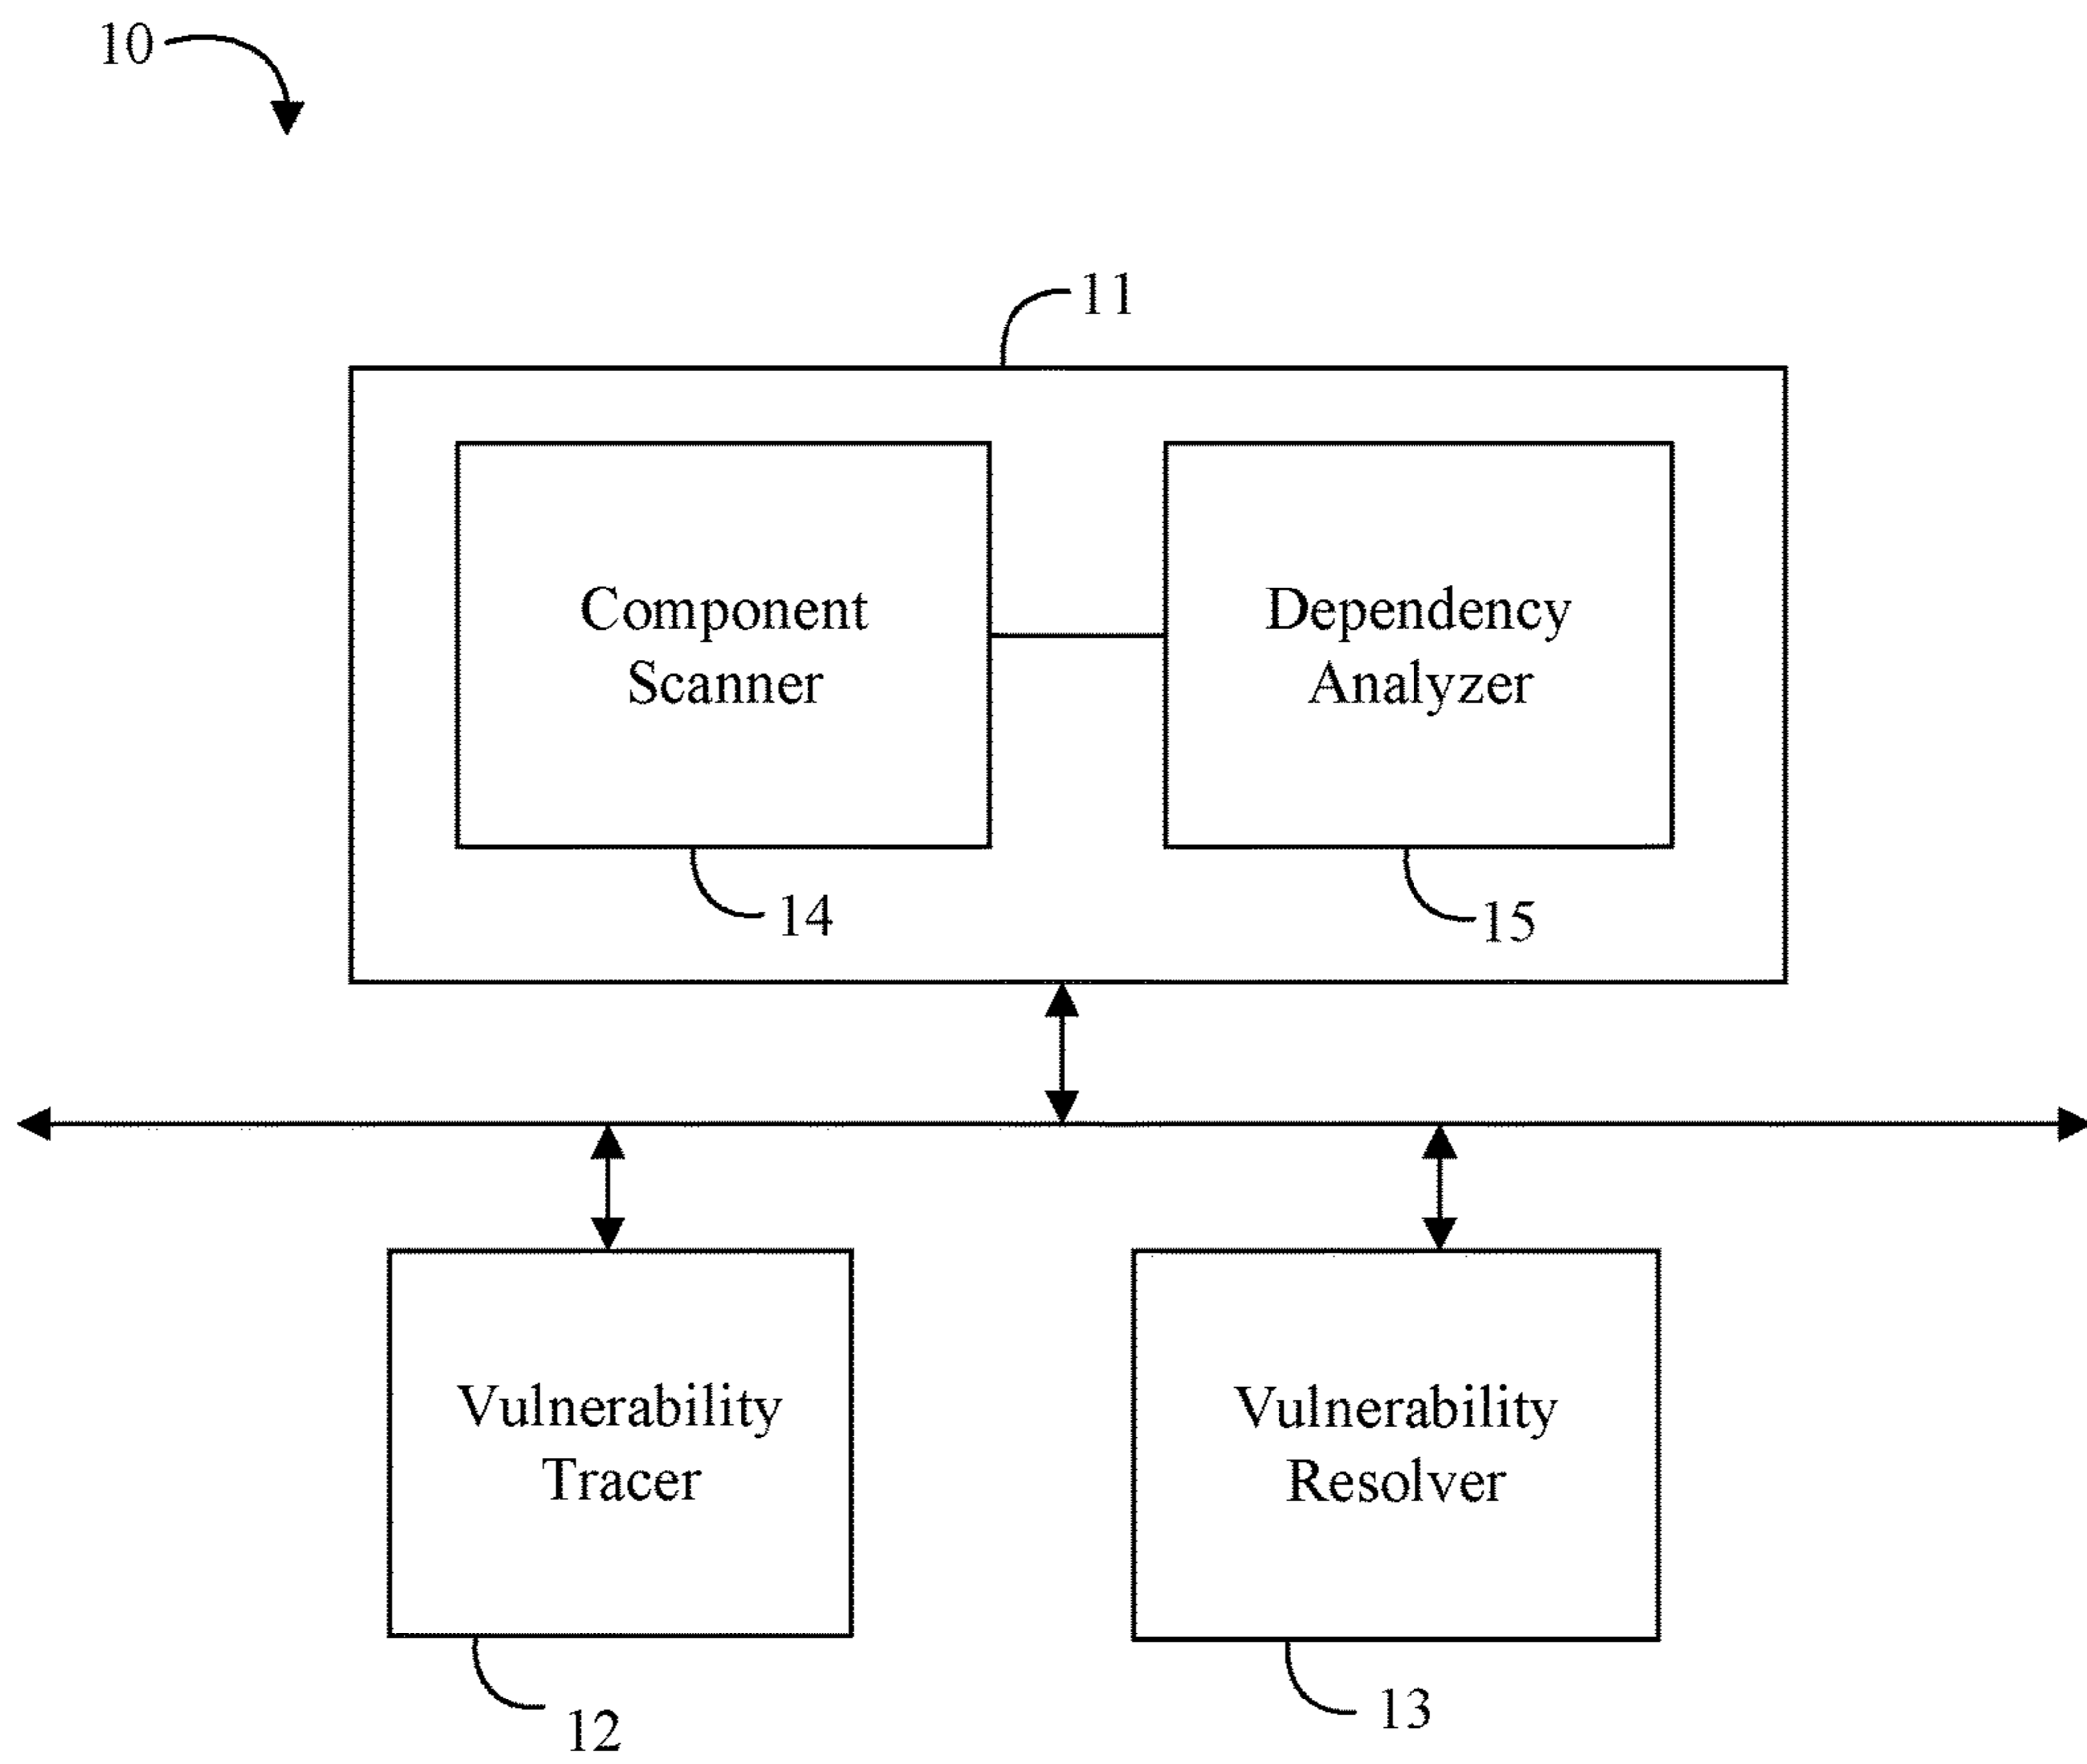 10
11
Component
Scanner
Dependency
Analyzer
14
15
Vulnerability
Tracer
Vulnerability
Resolver
12
13